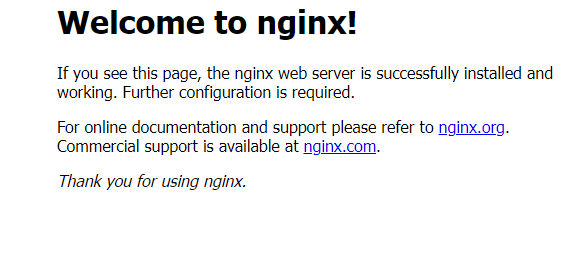 Welcome to nginx!
If you see this page, the nginx web server is successfully installed and
working. Further configuration is required.
For online documentation and support please refer to nginx.org.
Commercial support is available at nginx.com.
Thank you for using nginx.